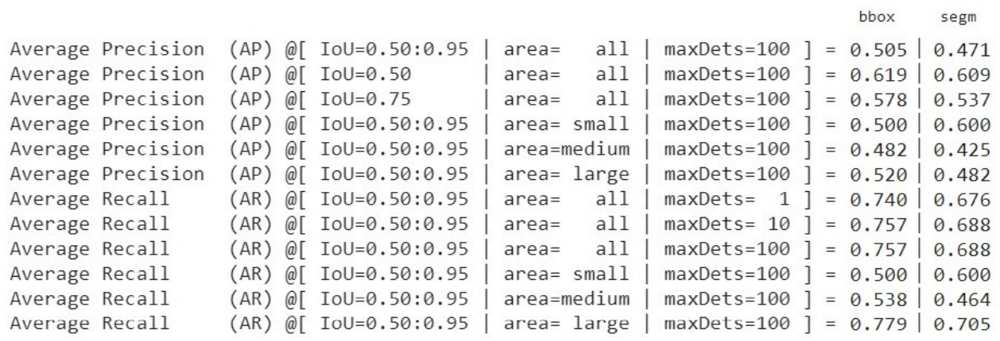 bbox segm
Average Precision (AP) @[ IoU=0.50:0.95 | area= all | maxDets=100 ] = 0.505 | 0.471
Average Precision (AP) @[ IoU=0.50 | area= all | maxDets=100 ] = 0.619 | 0.609
Average Precision (AP) @[ IoU=0.75 | area= all | maxDets=100 ] = 0.578 | 0.537
Average Precision (AP) @[ IoU=0.50:0.95 | area= small | maxDets=100 ] = 0.500 | 0.600
Average Precision (AP) @[ IoU=0.50:0.95 | area=medium | maxDets=100 ] = 0.482 | 0.425
Average Precision (AP) @[ IoU=0.50:0.95 | area= large | maxDets=100 ] = 0.520 | 0.482
Average Recall (AR) @[ IoU=0.50:0.95 | area= all | maxDets= 1 ] = 0.740 | 0.676
Average Recall (AR) @[ IoU=0.50:0.95 | area= all | maxDets= 10 ] = 0.757 | 0.688
Average Recall (AR) @[ IoU=0.50:0.95 | area= all | maxDets=100 ] = 0.757 | 0.688
Average Recall (AR) @[ IoU=0.50:0.95 | area= small | maxDets=100 ] = 0.500 | 0.600
Average Recall (AR) @[ IoU=0.50:0.95 | area=medium | maxDets=100 ] = 0.538 | 0.464
Average Recall (AR) @[ IoU=0.50:0.95 | area= large | maxDets=100 ] = 0.779 | 0.705